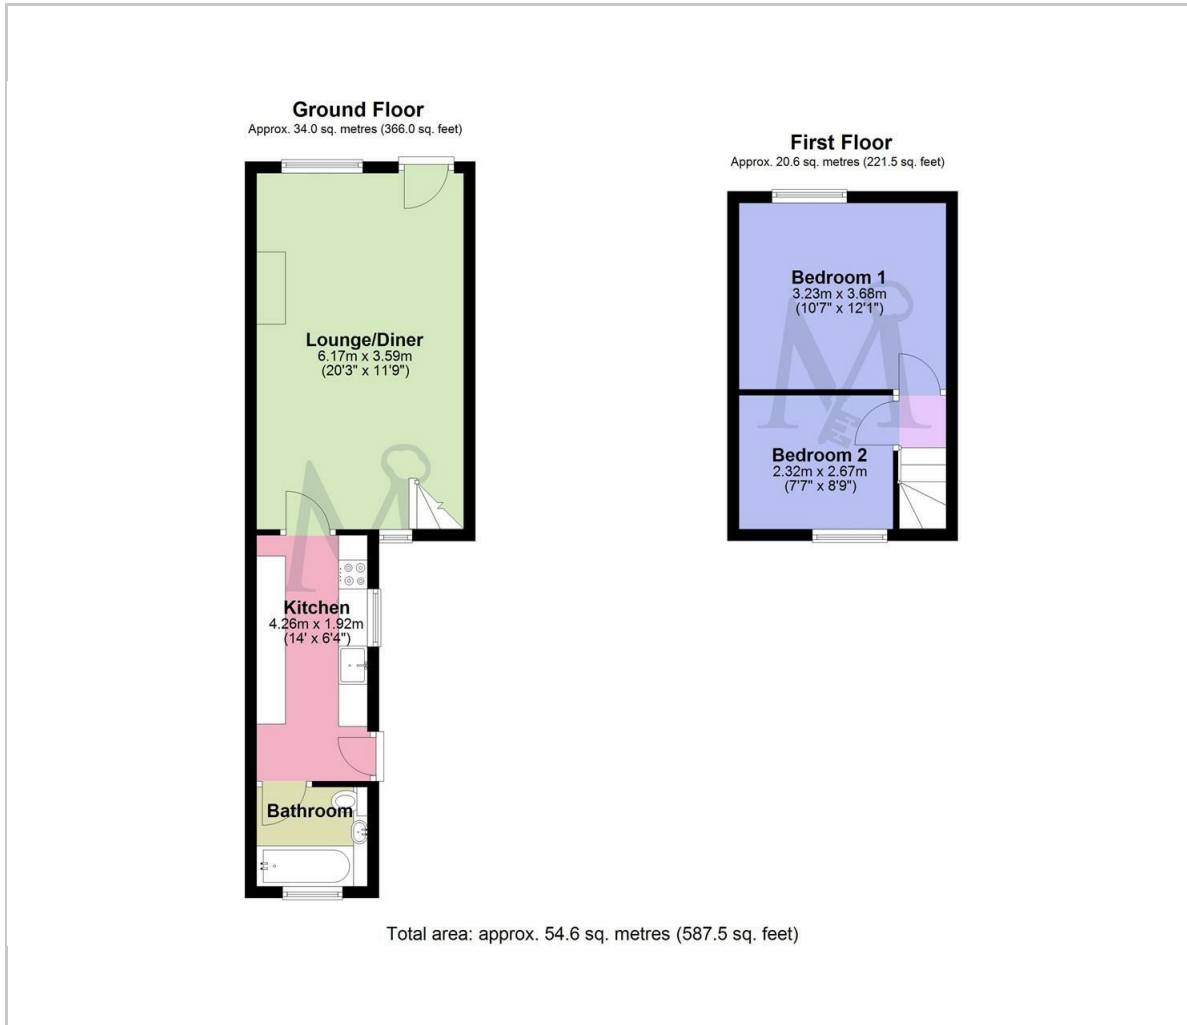 Ground Floor
Approx. 34.0 sq. metres (366.0 sq. feet)
Lounge/Diner
6.17m x 3.59m
(20'3" x 11'9")
Kitchen
4.26m x 1.92m
(14' x 6'4")
Bathroom
First Floor
Approx. 20.6 sq. metres (221.5 sq. feet)
Bedroom 1
3.23m x 3.68m
(10'7" x 12'1")
Bedroom 2
2.32m x 2.67m
(7'7" x 8'9")
Total area: approx. 54.6 sq. metres (587.5 sq. feet)